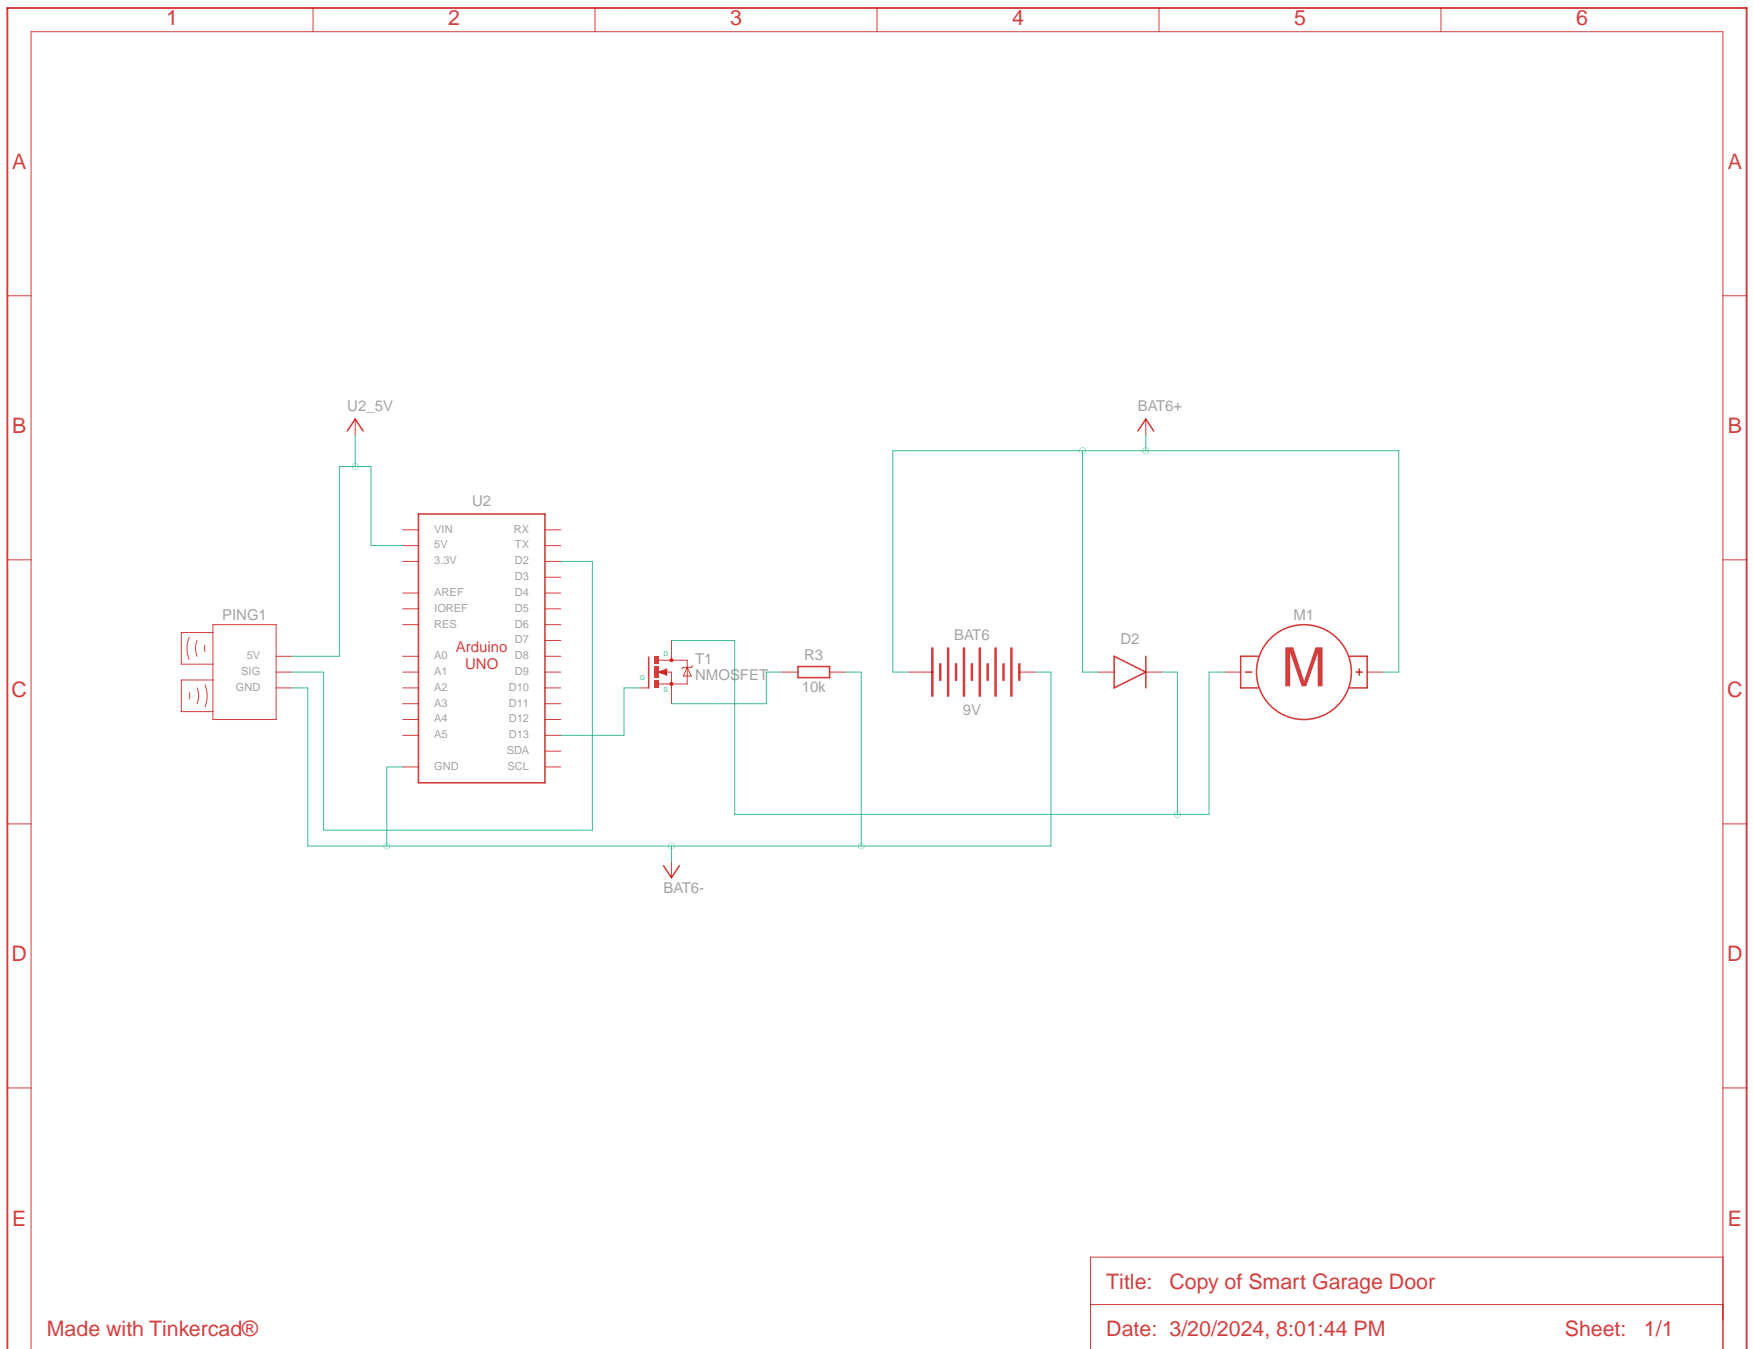 1 2 3 4 5 6
A A
U2_5V BAT6+
B B
U2
VIN RX
5V TX
3.3V D2
D3
AREF D4
IOREF D5
RES D6
D7
A0 D8
A1 D9
A2 D10
A3 D11
A4 D12
A5 D13
SDA
GND SCL
Arduino
UNO
PING1
5V
SIG
GND
D
G
S
T1
NMOSFET
R3
10k
BAT6
9V
D2
M1
- M +
C C
BAT6-
D D
E E
Title: Copy of Smart Garage Door
Made with Tinkercad®
Date: 3/20/2024, 8:01:44 PM Sheet: 1/1